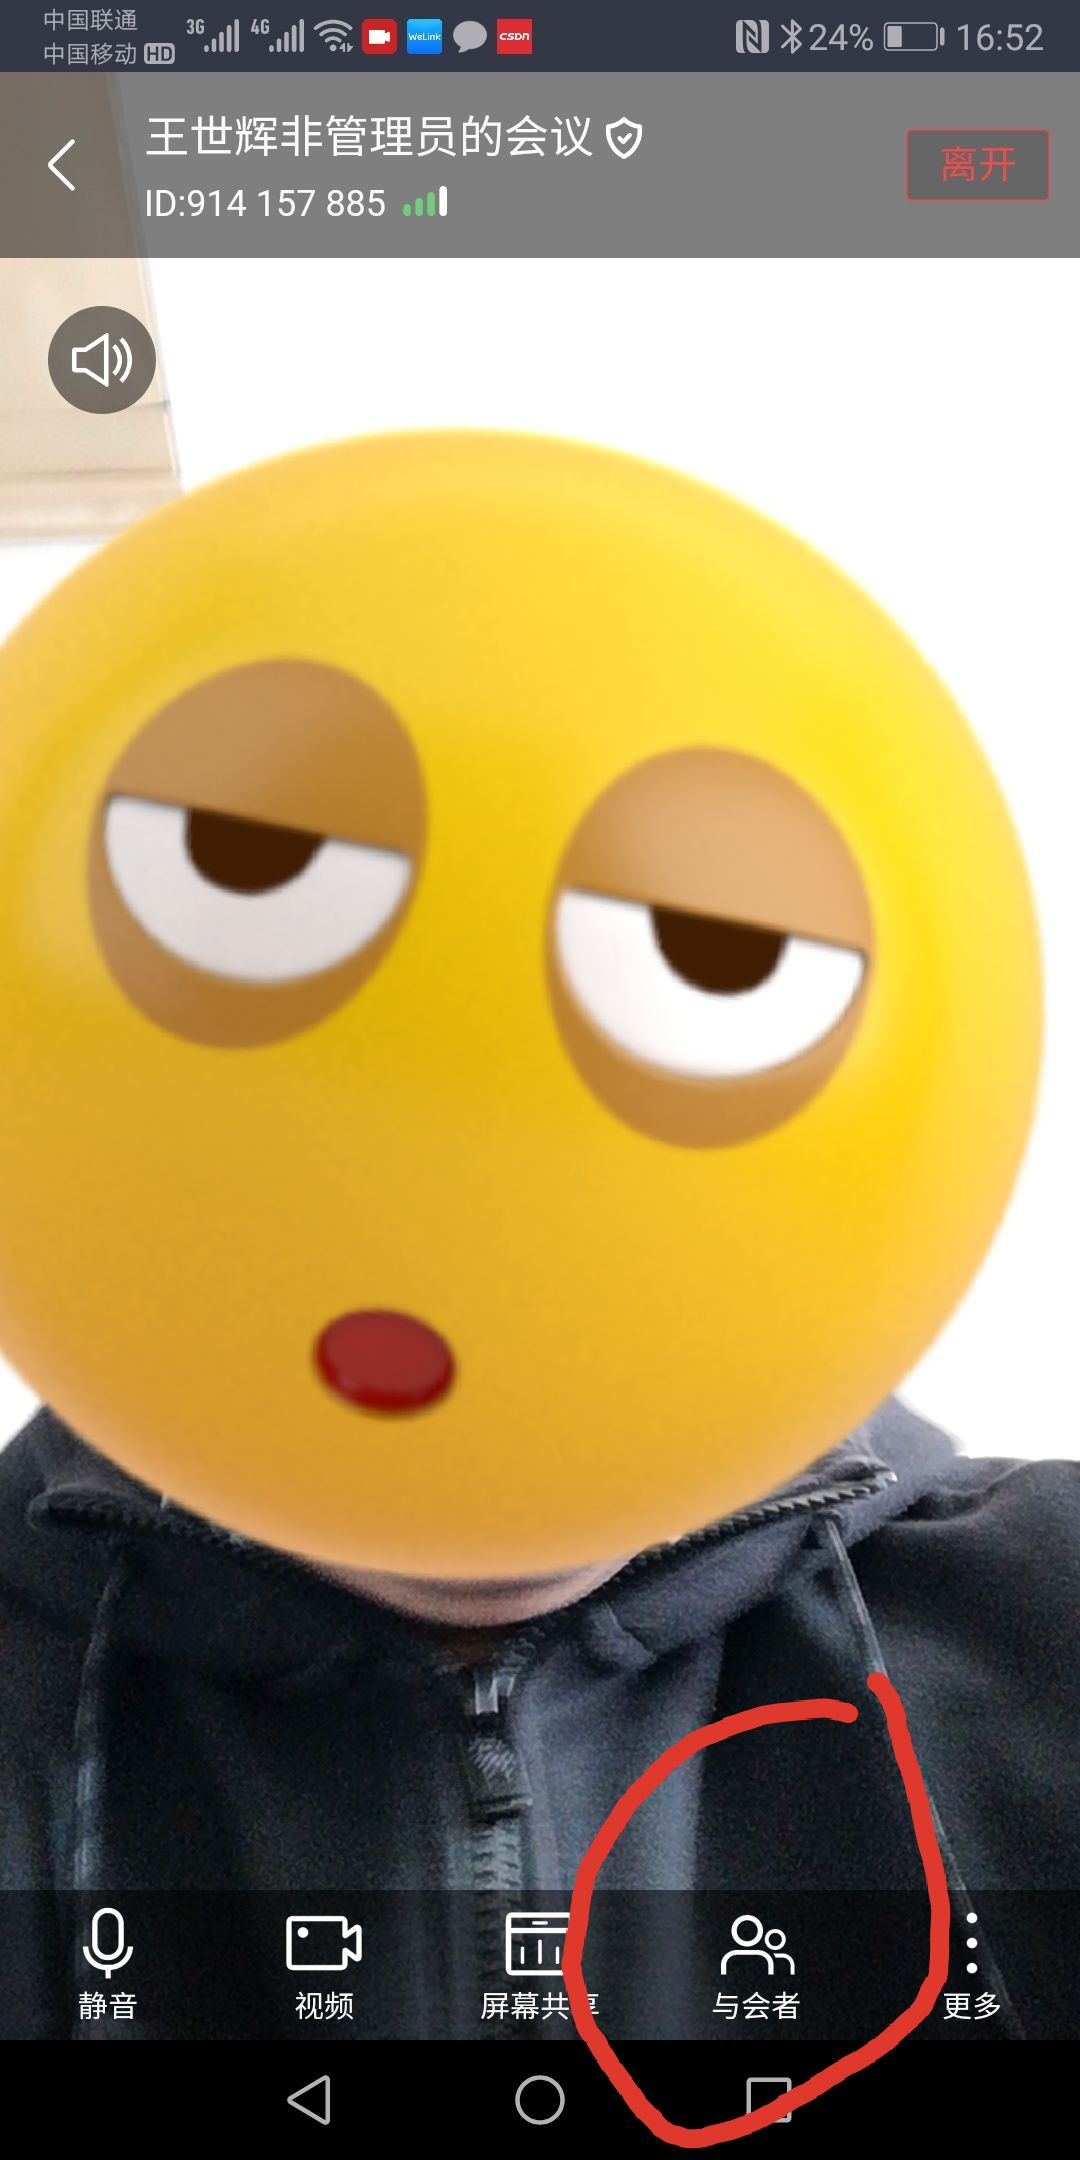 中国联通
中国移动 HD
3G 4G WeLink CSDN 24% 16:52
王世辉非管理员的会议
ID:914 157 885
离开
静音 视频 屏幕共享 与会者 更多